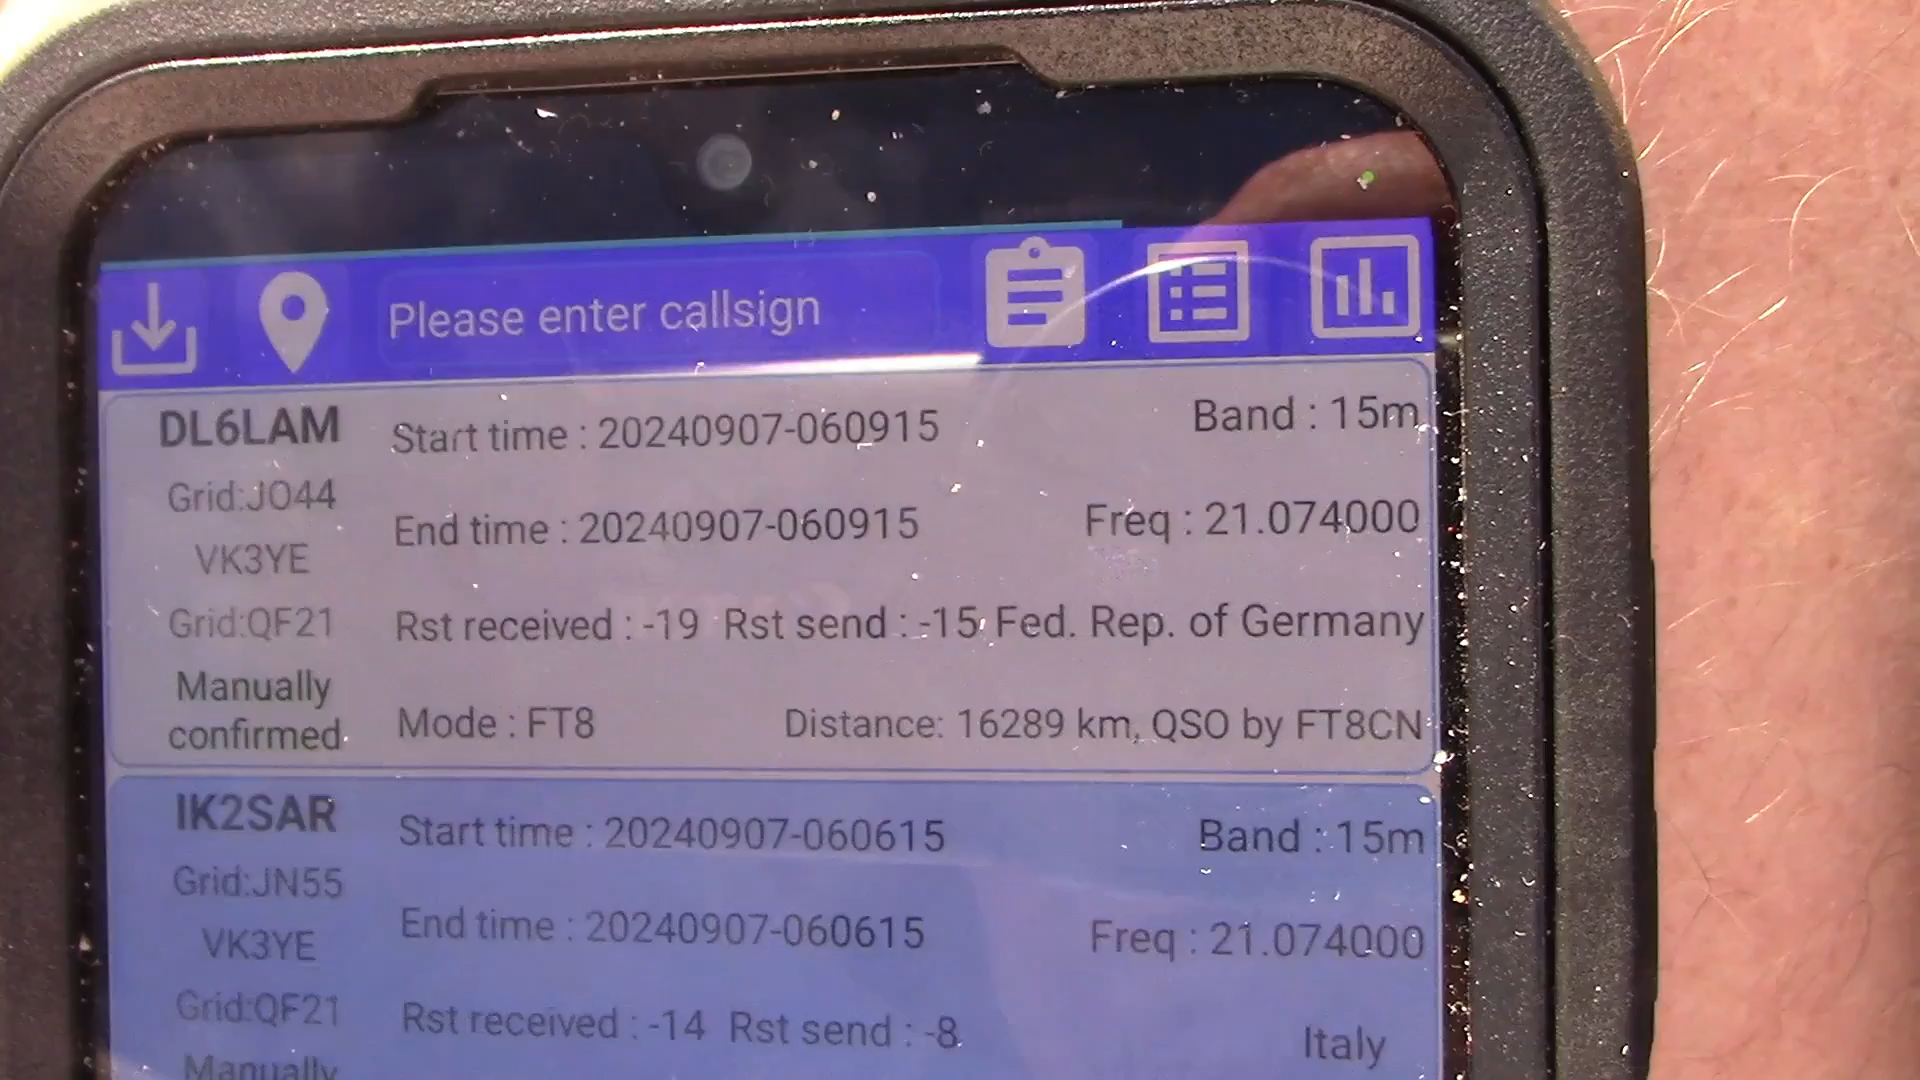 Please enter callsign
DL6LAM
Start time : 20240907-060915
Band : 15m
Grid:JO44
End time : 20240907-060915
Freq : 21.074000
VK3YE
Grid:QF21
Rst received : -19 Rst send : -15 Fed. Rep. of Germany
Manually
confirmed
Mode : FT8
Distance: 16289 km, QSO by FT8CN
IK2SAR
Start time : 20240907-060615
Band : 15m
Grid:JN55
End time : 20240907-060615
Freq : 21.074000
VK3YE
Grid:QF21
Rst received : -14 Rst send : -8
Italy
Manually